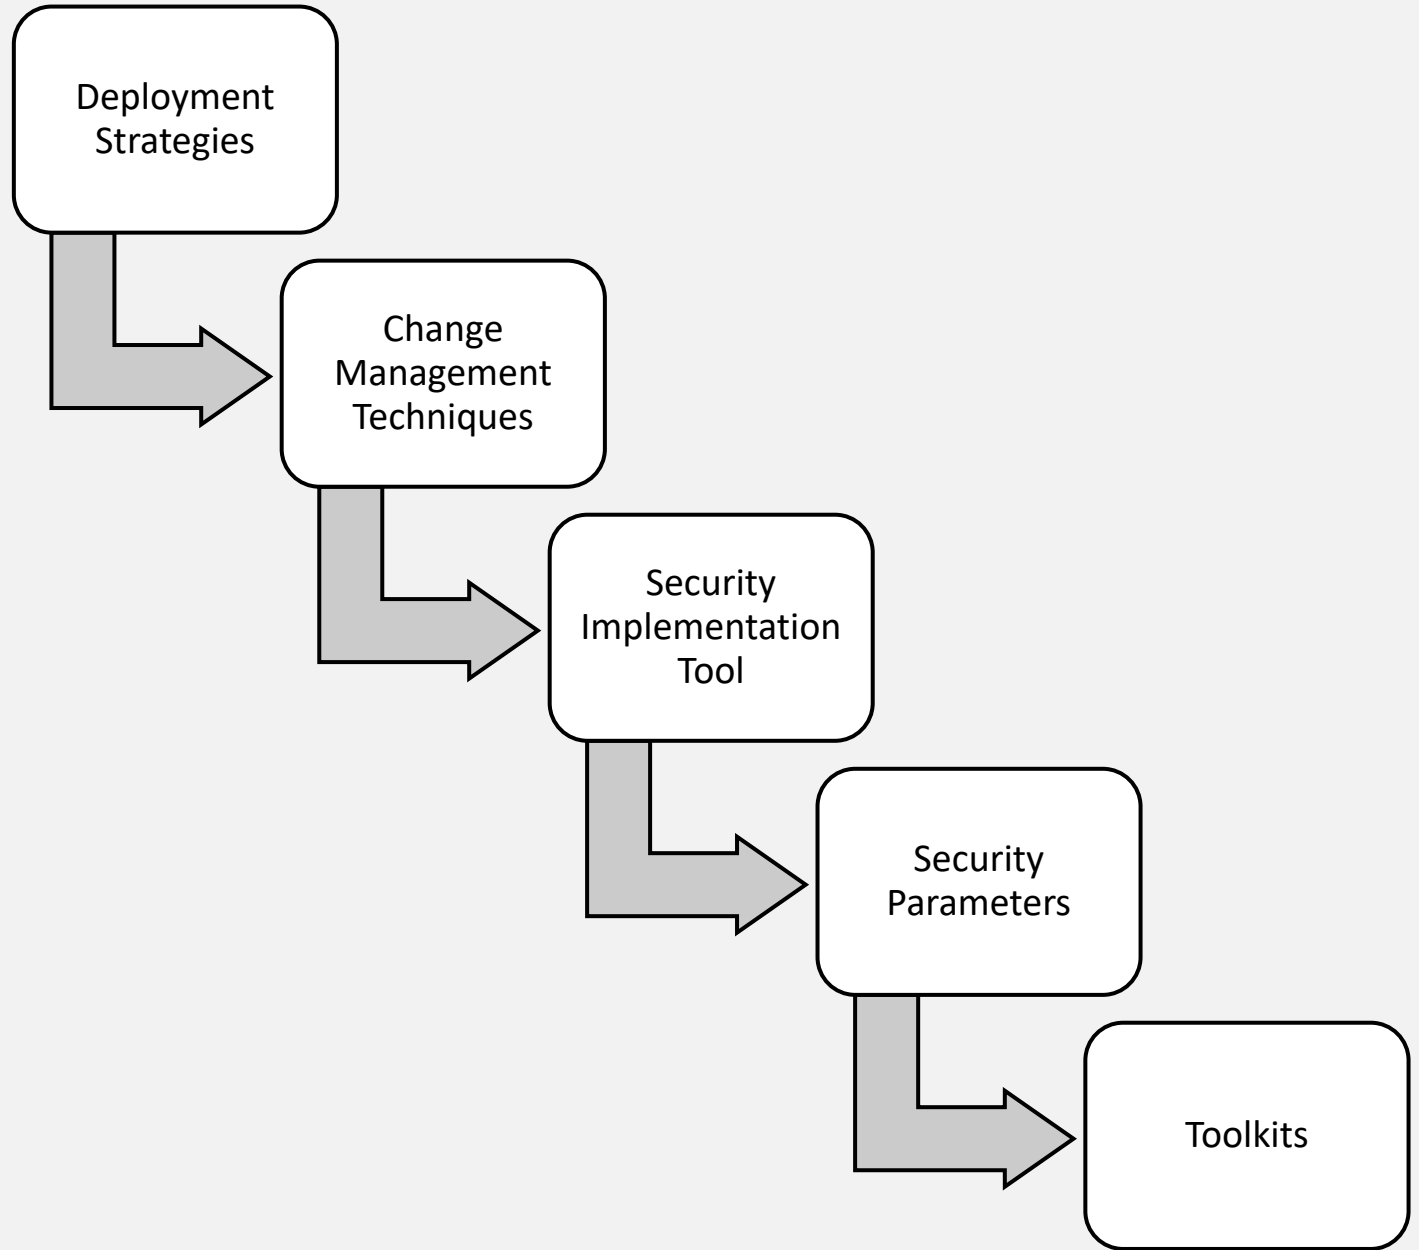 Deployment
Strategies
Change
Management
Techniques
Security
Implementation
Tool
Security
Parameters
Toolkits